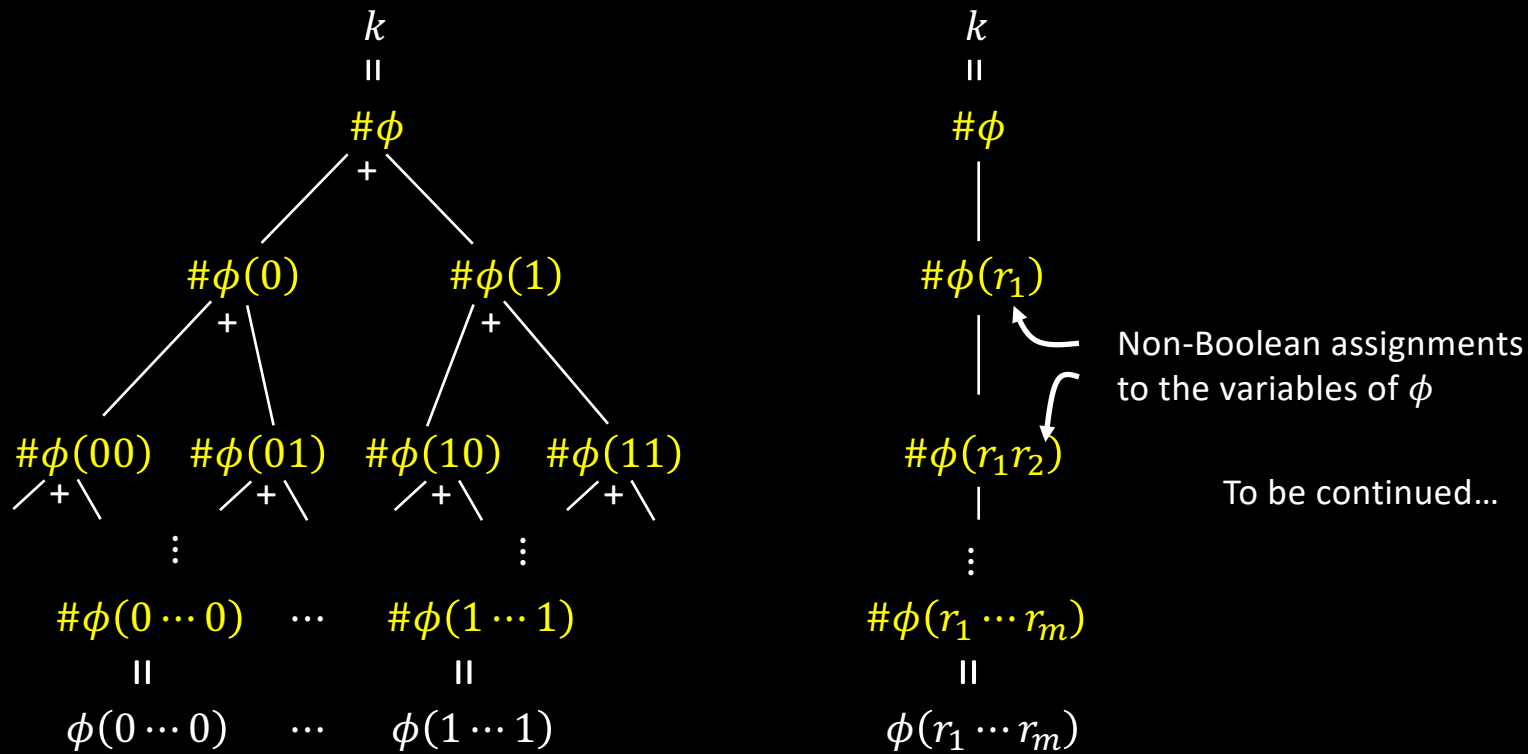 k k
= =
#ϕ #ϕ
+
#ϕ(0) #ϕ(1) #ϕ(r₁)
+ +
Non-Boolean assignments
to the variables of ϕ
#ϕ(00) #ϕ(01) #ϕ(10) #ϕ(11) #ϕ(r₁r₂)
+ + + +
To be continued…
⋮ ⋮ ⋮
#ϕ(0 ⋯ 0) ⋯ #ϕ(1 ⋯ 1) #ϕ(r₁ ⋯ rₘ)
= = =
ϕ(0 ⋯ 0) ⋯ ϕ(1 ⋯ 1) ϕ(r₁ ⋯ rₘ)